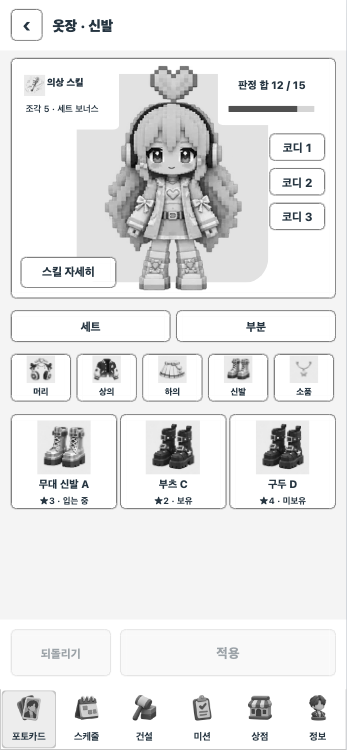 옷장 · 신발
의상 스킬
조각 5 · 세트 보너스
판정 합 12 / 15
코디 1
코디 2
코디 3
스킬 자세히
세트
부분
머리
상의
하의
신발
소품
무대 신발 A
★3 · 입는 중
부츠 C
★2 · 보유
구두 D
★4 · 미보유
되돌리기
적용
포토카드
스케줄
건설
미션
상점
정보